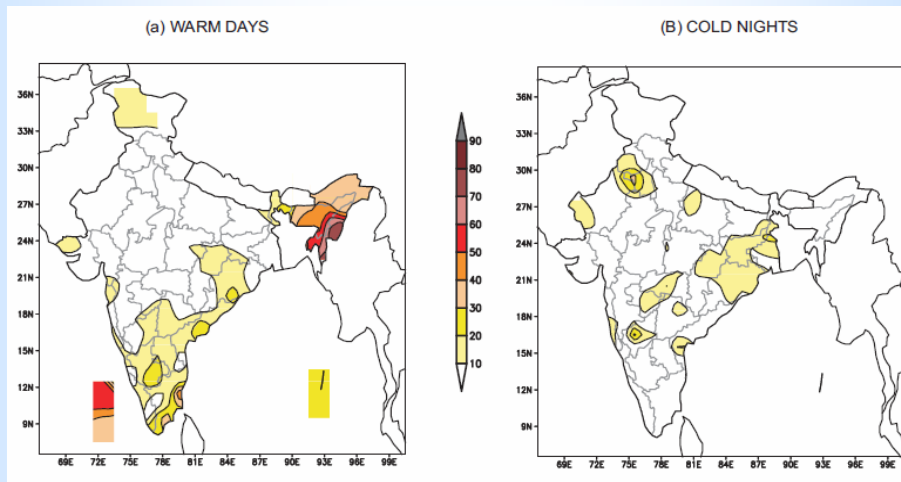 (a) WARM DAYS
(B) COLD NIGHTS
36N
33N
30N
27N
24N
21N
18N
15N
12N
9N
69E 72E 75E 78E 81E 84E 87E 90E 93E 96E 99E
90
80
70
60
50
40
30
20
10
36N
33N
30N
27N
24N
21N
18N
15N
12N
9N
69E 72E 75E 78E 81E 84E 87E 90E 93E 96E 99E